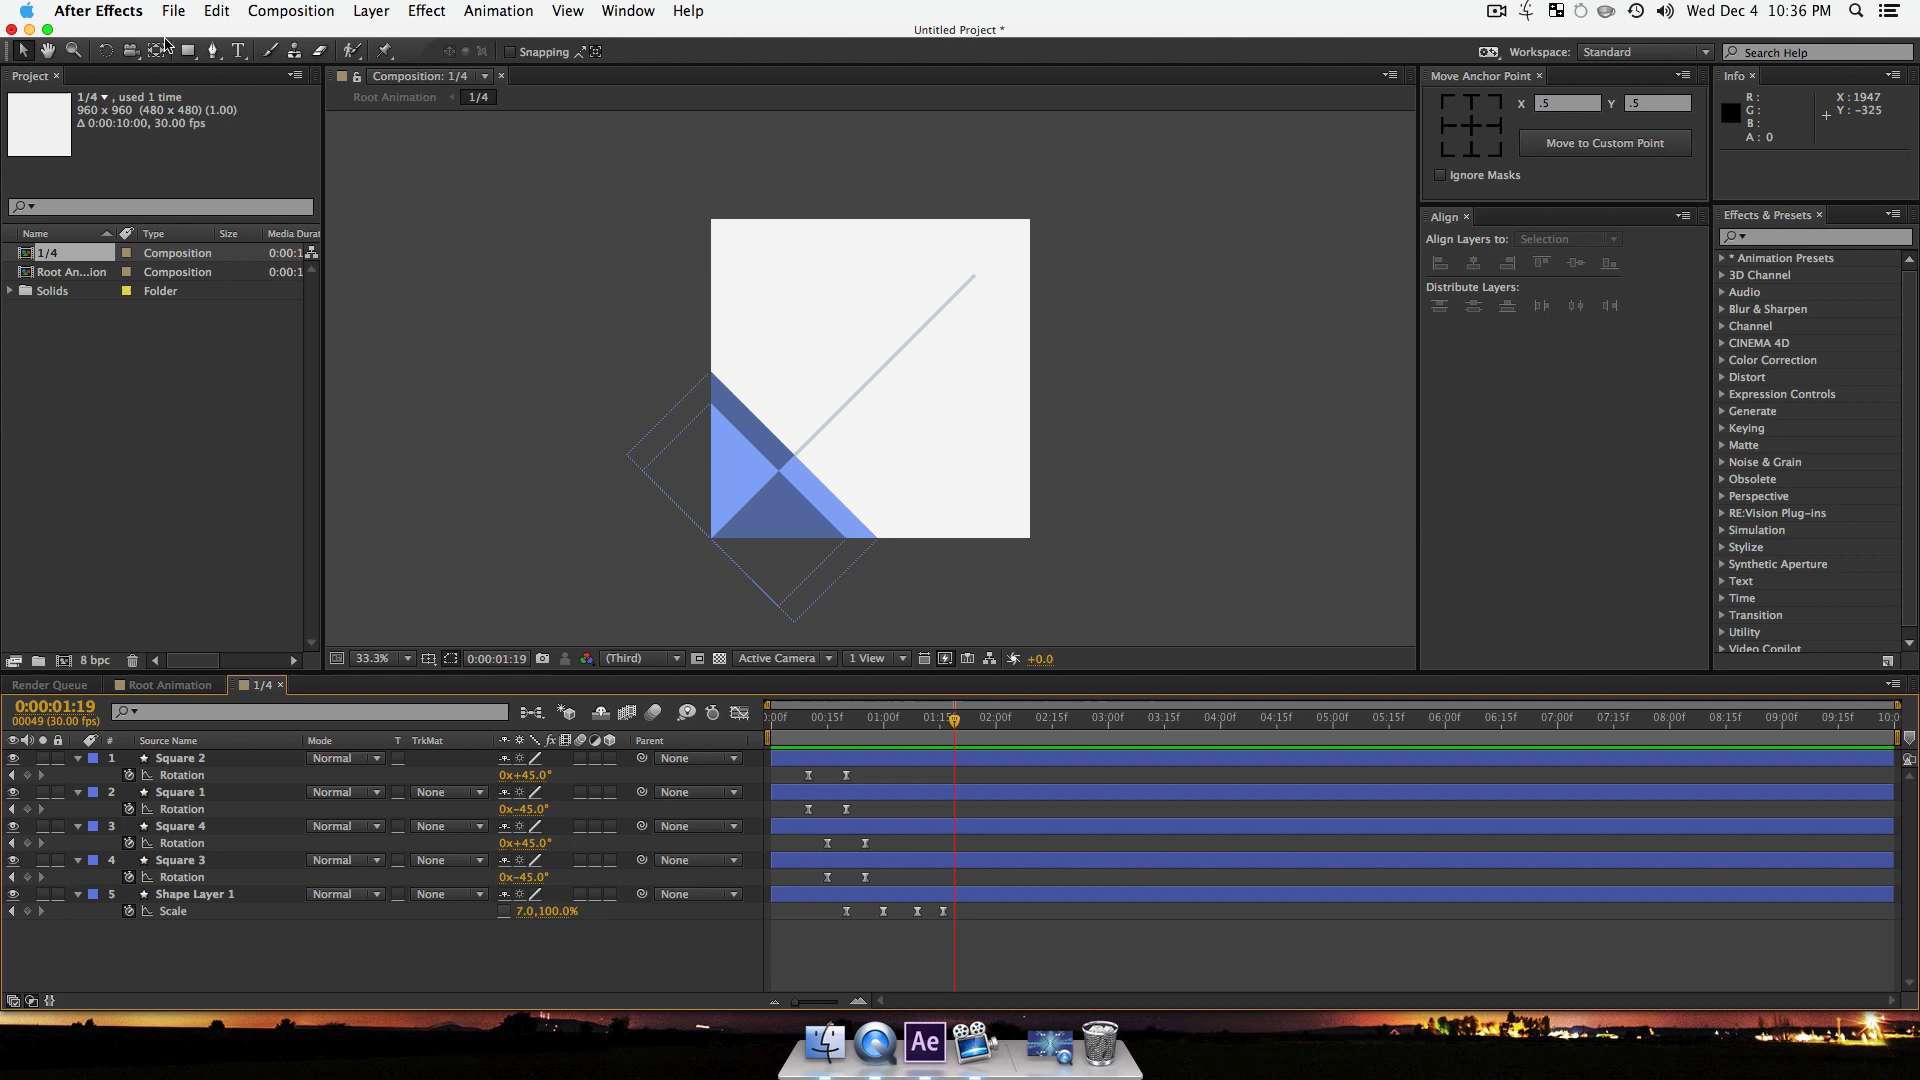 After Effects File Edit Composition Layer Effect Animation View Window Help Wed Dec 4 10:36 PM
Untitled Project *
T Snapping Workspace: Standard Search Help
Project × Composition: 1/4 × Move Anchor Point × Info ×
1/4 , used 1 time
960 x 960 (480 x 480) (1.00)
Δ 0:00:10:00, 30.00 fps
Root Animation 1/4
X .5 Y .5
Move to Custom Point
Ignore Masks
R :
G :
B :
A : 0
X : 1947
Y : -325
Name Type Size Media Durat
1/4 Composition 0:00:1
Root An...ion Composition 0:00:1
Solids Folder
Align ×
Align Layers to: Selection
Distribute Layers:
Effects & Presets ×
* Animation Presets
3D Channel
Audio
Blur & Sharpen
Channel
CINEMA 4D
Color Correction
Distort
Expression Controls
Generate
Keying
Matte
Noise & Grain
Obsolete
Perspective
RE:Vision Plug-ins
Simulation
Stylize
Synthetic Aperture
Text
Time
Transition
Utility
Video Copilot
8 bpc 33.3% 0:00:01:19 (Third) Active Camera 1 View +0.0
Render Queue Root Animation 1/4 ×
0:00:01:19
00049 (30.00 fps)
0:00f 00:15f 01:00f 01:15f 02:00f 02:15f 03:00f 03:15f 04:00f 04:15f 05:00f 05:15f 06:00f 06:15f 07:00f 07:15f 08:00f 08:15f 09:00f 09:15f 10:0
# Source Name Mode T TrkMat fx Parent
1 Square 2 Normal None
Rotation 0x+45.0°
2 Square 1 Normal None None
Rotation 0x-45.0°
3 Square 4 Normal None None
Rotation 0x+45.0°
4 Square 3 Normal None None
Rotation 0x-45.0°
5 Shape Layer 1 Normal None None
Scale 7.0,100.0%
Ae